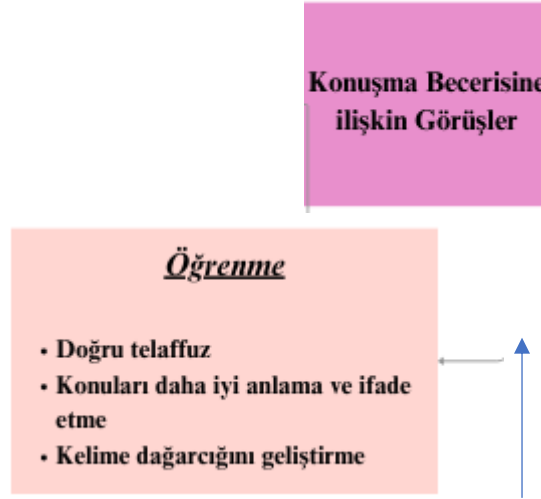 Konuşma Becerisine
ilişkin Görüşler
Öğrenme
• Doğru telaffuz
• Konuları daha iyi anlama ve ifade
etme
• Kelime dağarcığını geliştirme